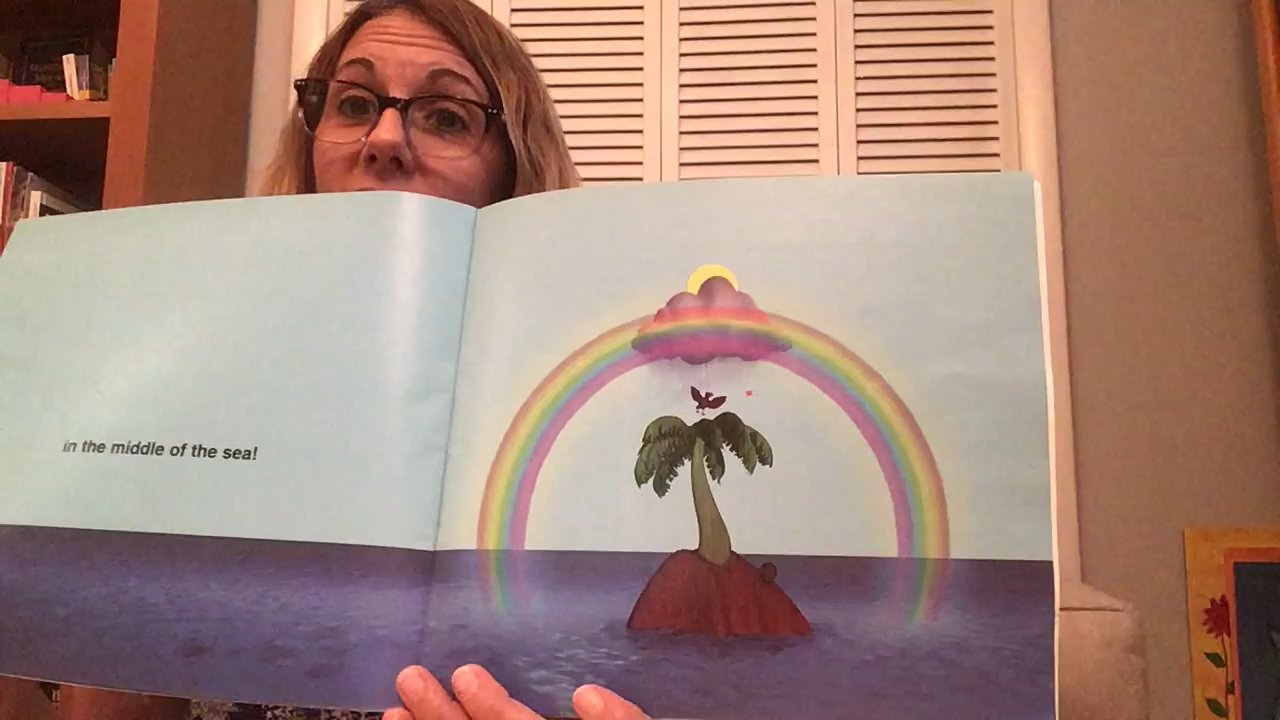 in the middle of the sea!